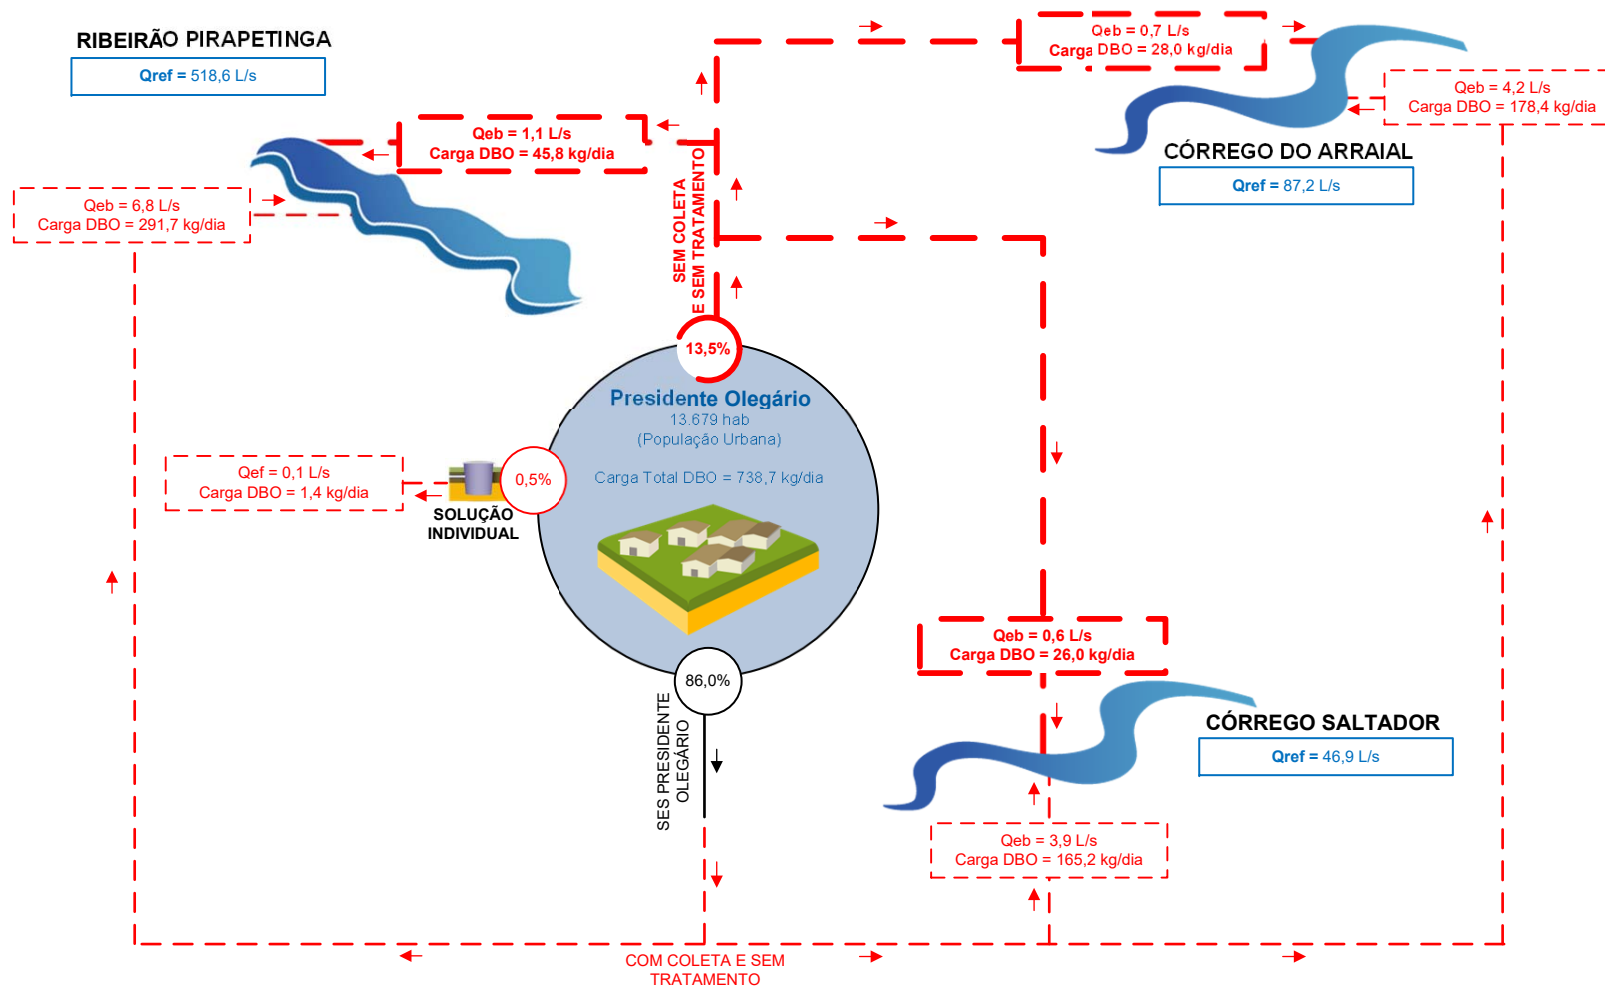 RIBEIRÃO PIRAPETINGA
Qref = 518,6 L/s
Qeb = 0,7 L/s
Carga DBO = 28,0 kg/dia
Qeb = 4,2 L/s
Carga DBO = 178,4 kg/dia
Qeb = 1,1 L/s
Carga DBO = 45,8 kg/dia
CÓRREGO DO ARRAIAL
Qref = 87,2 L/s
Qeb = 6,8 L/s
Carga DBO = 291,7 kg/dia
SEM COLETA
E SEM TRATAMENTO
13,5%
Presidente Olegário
13.679 hab
(População Urbana)
Carga Total DBO = 738,7 kg/dia
Qef = 0,1 L/s
Carga DBO = 1,4 kg/dia
0,5%
SOLUÇÃO
INDIVIDUAL
Qeb = 0,6 L/s
Carga DBO = 26,0 kg/dia
86,0%
SES PRESIDENTE
OLEGÁRIO
CÓRREGO SALTADOR
Qref = 46,9 L/s
Qeb = 3,9 L/s
Carga DBO = 165,2 kg/dia
COM COLETA E SEM
TRATAMENTO